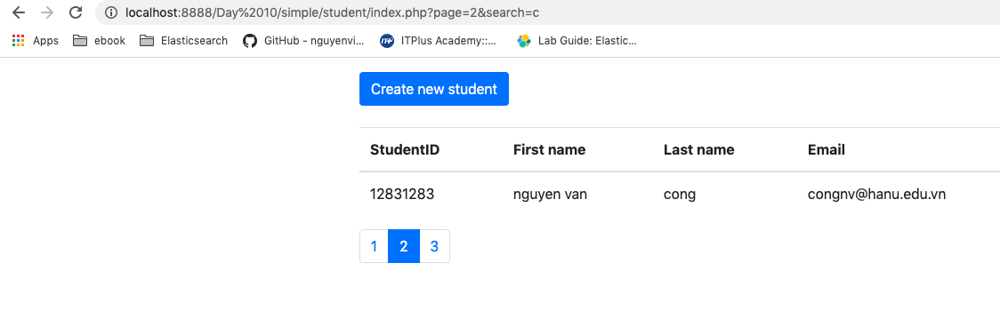 localhost:8888/Day%2010/simple/student/index.php?page=2&search=c
Apps ebook Elasticsearch GitHub - nguyenvi... ITPlus Academy::... Lab Guide: Elastic...
Create new student
StudentID First name Last name Email
12831283 nguyen van cong congnv@hanu.edu.vn
1 2 3